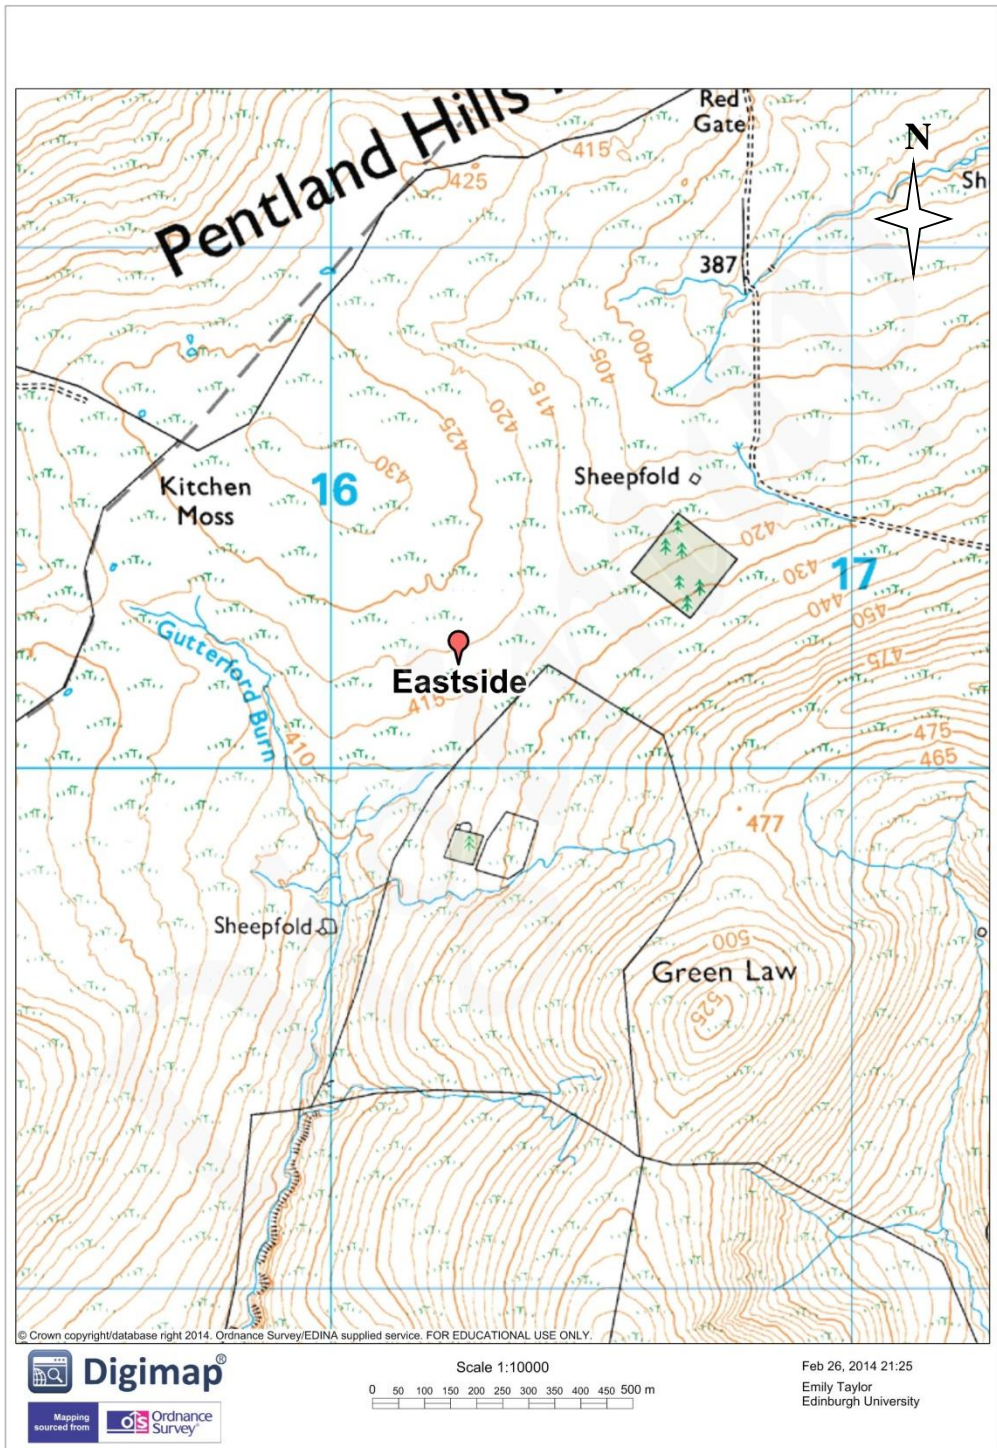 Pentland Hills
Red
Gate
N
415
425
Sh
387
400
405
415
420
425
430
Kitchen
Moss
16
Sheepfold
420
430
17
440
450
475
Gutterford Burn
Eastside
415
410
475
465
477
Sheepfold
500
Green Law
525
© Crown copyright/database right 2014. Ordnance Survey/EDINA supplied service. FOR EDUCATIONAL USE ONLY.
Digimap®
Mapping
sourced from
OS Ordnance
Survey®
Scale 1:10000
0 50 100 150 200 250 300 350 400 450 500 m
Feb 26, 2014 21:25
Emily Taylor
Edinburgh University